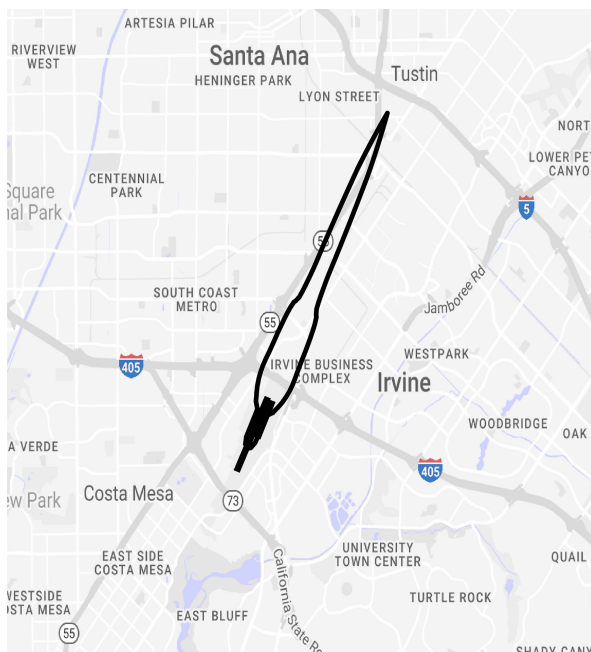 ARTESIA PILAR
RIVERVIEW
WEST
Santa Ana
HENINGER PARK
Tustin
LYON STREET
NORT
LOWER PET
CANYO
CENTENNIAL
PARK
Square
nal Park
5
55
SOUTH COAST
METRO
Jamboree Rd
55
405
IRVINE BUSINESS
COMPLEX
WESTPARK
Irvine
WOODBRIDGE
OAK
A VERDE
405
ew Park
Costa Mesa
73
EAST SIDE
COSTA MESA
UNIVERSITY
TOWN CENTER
QUAIL
California State Ro
WESTSIDE
OSTA MESA
EAST BLUFF
TURTLE ROCK
55
SHADY CANY